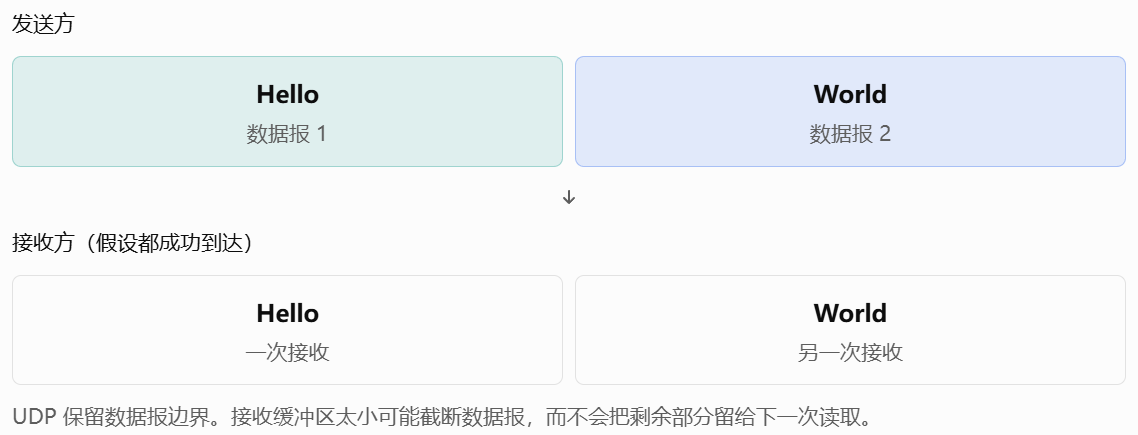 发送方
Hello
World
数据报 1
数据报 2
↓
接收方（假设都成功到达）
Hello
World
一次接收
另一次接收
UDP 保留数据报边界。接收缓冲区太小可能截断数据报，而不会把剩余部分留给下一次读取。